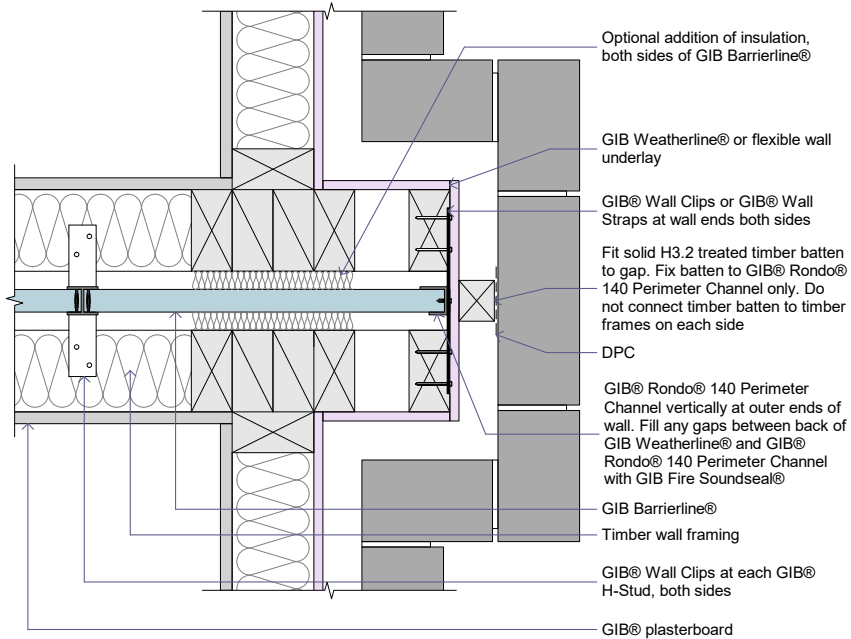 Optional addition of insulation,
both sides of GIB Barrierline®
GIB Weatherline® or flexible wall
underlay
GIB® Wall Clips or GIB® Wall
Straps at wall ends both sides
Fit solid H3.2 treated timber batten
to gap. Fix batten to GIB® Rondo®
140 Perimeter Channel only. Do
not connect timber batten to timber
frames on each side
DPC
GIB® Rondo® 140 Perimeter
Channel vertically at outer ends of
wall. Fill any gaps between back of
GIB Weatherline® and GIB®
Rondo® 140 Perimeter Channel
with GIB Fire Soundseal®
GIB Barrierline®
Timber wall framing
GIB® Wall Clips at each GIB®
H-Stud, both sides
GIB® plasterboard